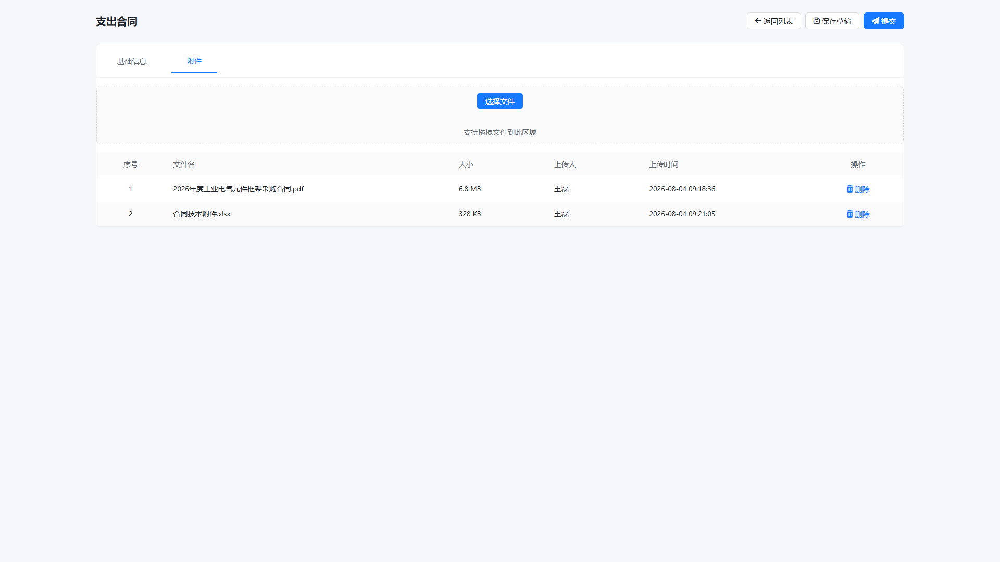 支出合同
返回列表 保存草稿 提交
基础信息 附件
选择文件
支持拖拽文件到此区域
序号 文件名 大小 上传人 上传时间 操作
1 2026年度工业电气元件框架采购合同.pdf 6.8 MB 王磊 2026-08-04 09:18:36 删除
2 合同技术附件.xlsx 328 KB 王磊 2026-08-04 09:21:05 删除